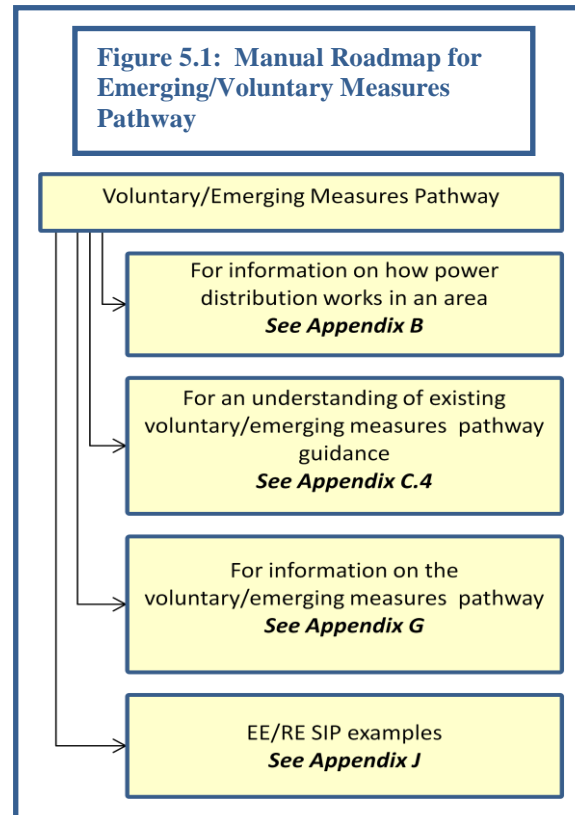 Figure 5.1: Manual Roadmap for
Emerging/Voluntary Measures
Pathway
Voluntary/Emerging Measures Pathway
For information on how power
distribution works in an area
See Appendix B
For an understanding of existing
voluntary/emerging measures pathway
guidance
See Appendix C.4
For information on the
voluntary/emerging measures pathway
See Appendix G
EE/RE SIP examples
See Appendix J